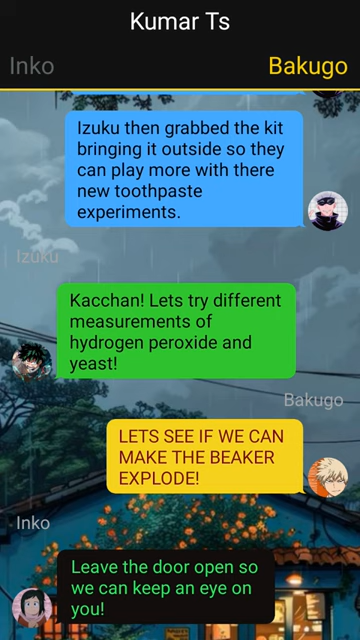 Kumar Ts
Inko
Bakugo
Izuku then grabbed the kit
bringing it outside so they
can play more with there
new toothpaste
experiments.
Izuku
Kacchan! Lets try different
measurements of
hydrogen peroxide and
yeast!
Bakugo
LETS SEE IF WE CAN
MAKE THE BEAKER
EXPLODE!
Inko
Leave the door open so
we can keep an eye on
you!